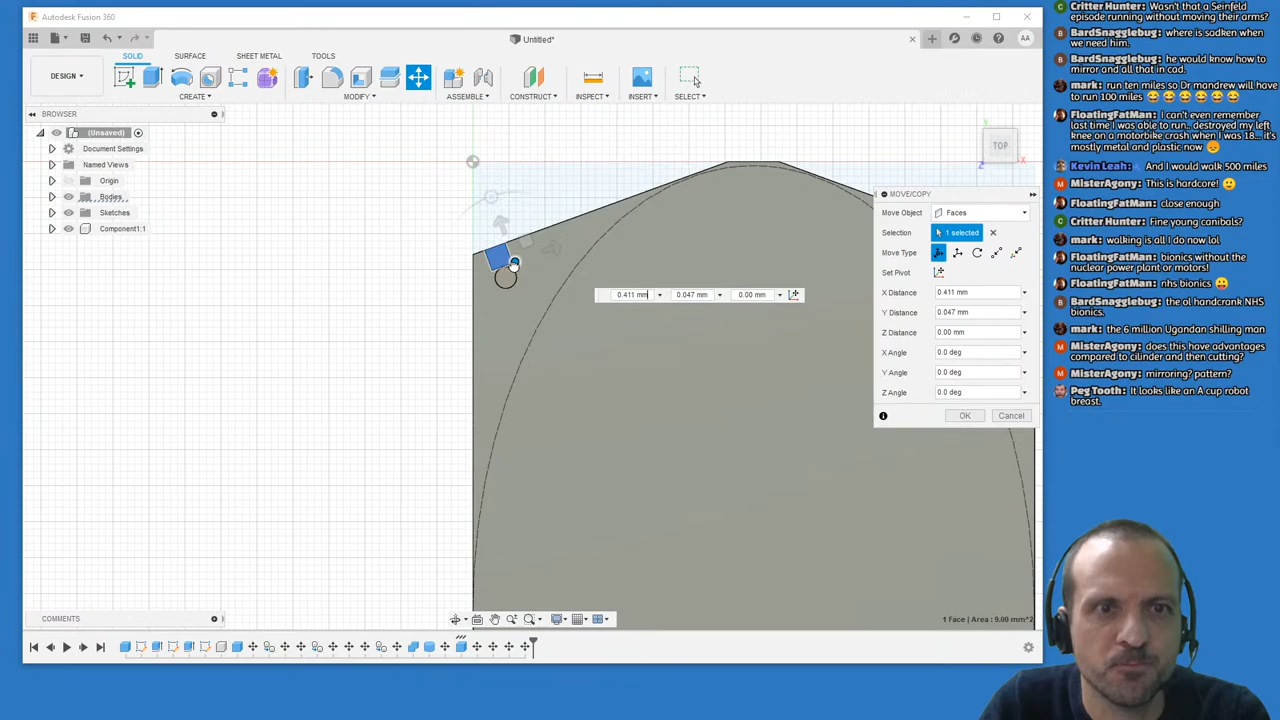 Autodesk Fusion 360
Untitled*
AA
DESIGN
SOLID
SURFACE
SHEET METAL
TOOLS
CREATE
MODIFY
ASSEMBLE
CONSTRUCT
INSPECT
INSERT
SELECT
BROWSER
(Unsaved)
Document Settings
Named Views
Origin
Bodies
Sketches
Component1:1
TOP
X
Y
Z
0.411 mm
0.047 mm
0.00 mm
MOVE/COPY
Move Object
Faces
Selection
1 selected
Move Type
Set Pivot
X Distance
0.411 mm
Y Distance
0.047 mm
Z Distance
0.00 mm
X Angle
0.0 deg
Y Angle
0.0 deg
Z Angle
0.0 deg
OK
Cancel
COMMENTS
1 Face | Area : 9.00 mm^2
Critter Hunter: Wasn't that a Seinfeld
episode running without moving their arms?
BardSnagglebug: where is sadken when
we need him.
BardSnagglebug: he would know how to
mirror and all that in cad.
mark: run ten miles so Dr mandrew will have
to run 100 miles 😂😂😂😂😂😂
FloatingFatMan: I can't even remember
last time I was able to run.. destroyed my left
knee on a motorbike crash when I was 18... it's
mostly metal and plastic now 😞
Kevin Leah: And I would walk 500 miles
MisterAgony: This is hardcore! 🙂
FloatingFatMan: close enough
Critter Hunter: Fine young canibals?
mark: walking is all I do now lol
FloatingFatMan: bionics without the
nuclear power plant or motors!
FloatingFatMan: nhs bionics 😛
BardSnagglebug: the ol handcrank NHS
bionics.
mark: the 6 million Ugandan shilling man
MisterAgony: does this have advantages
compared to cylinder and then cutting?
MisterAgony: mirroring? pattern?
Peg Tooth: It looks like an A cup robot
breast.